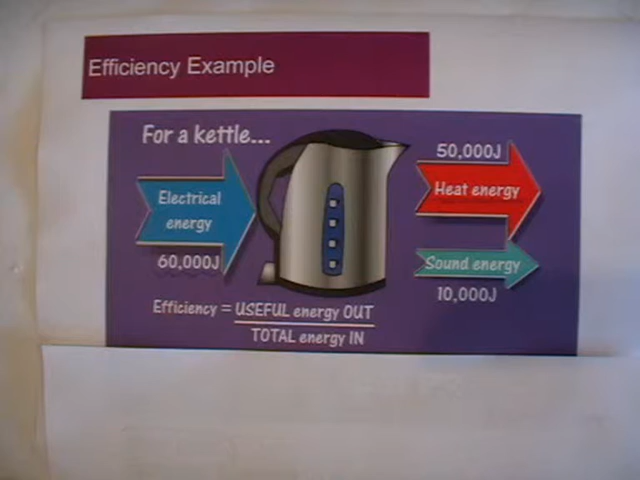 Efficiency Example
For a kettle...
50,000J
Heat energy
Electrical
energy
60,000J
Sound energy
10,000J
Efficiency = USEFUL energy OUT
TOTAL energy IN